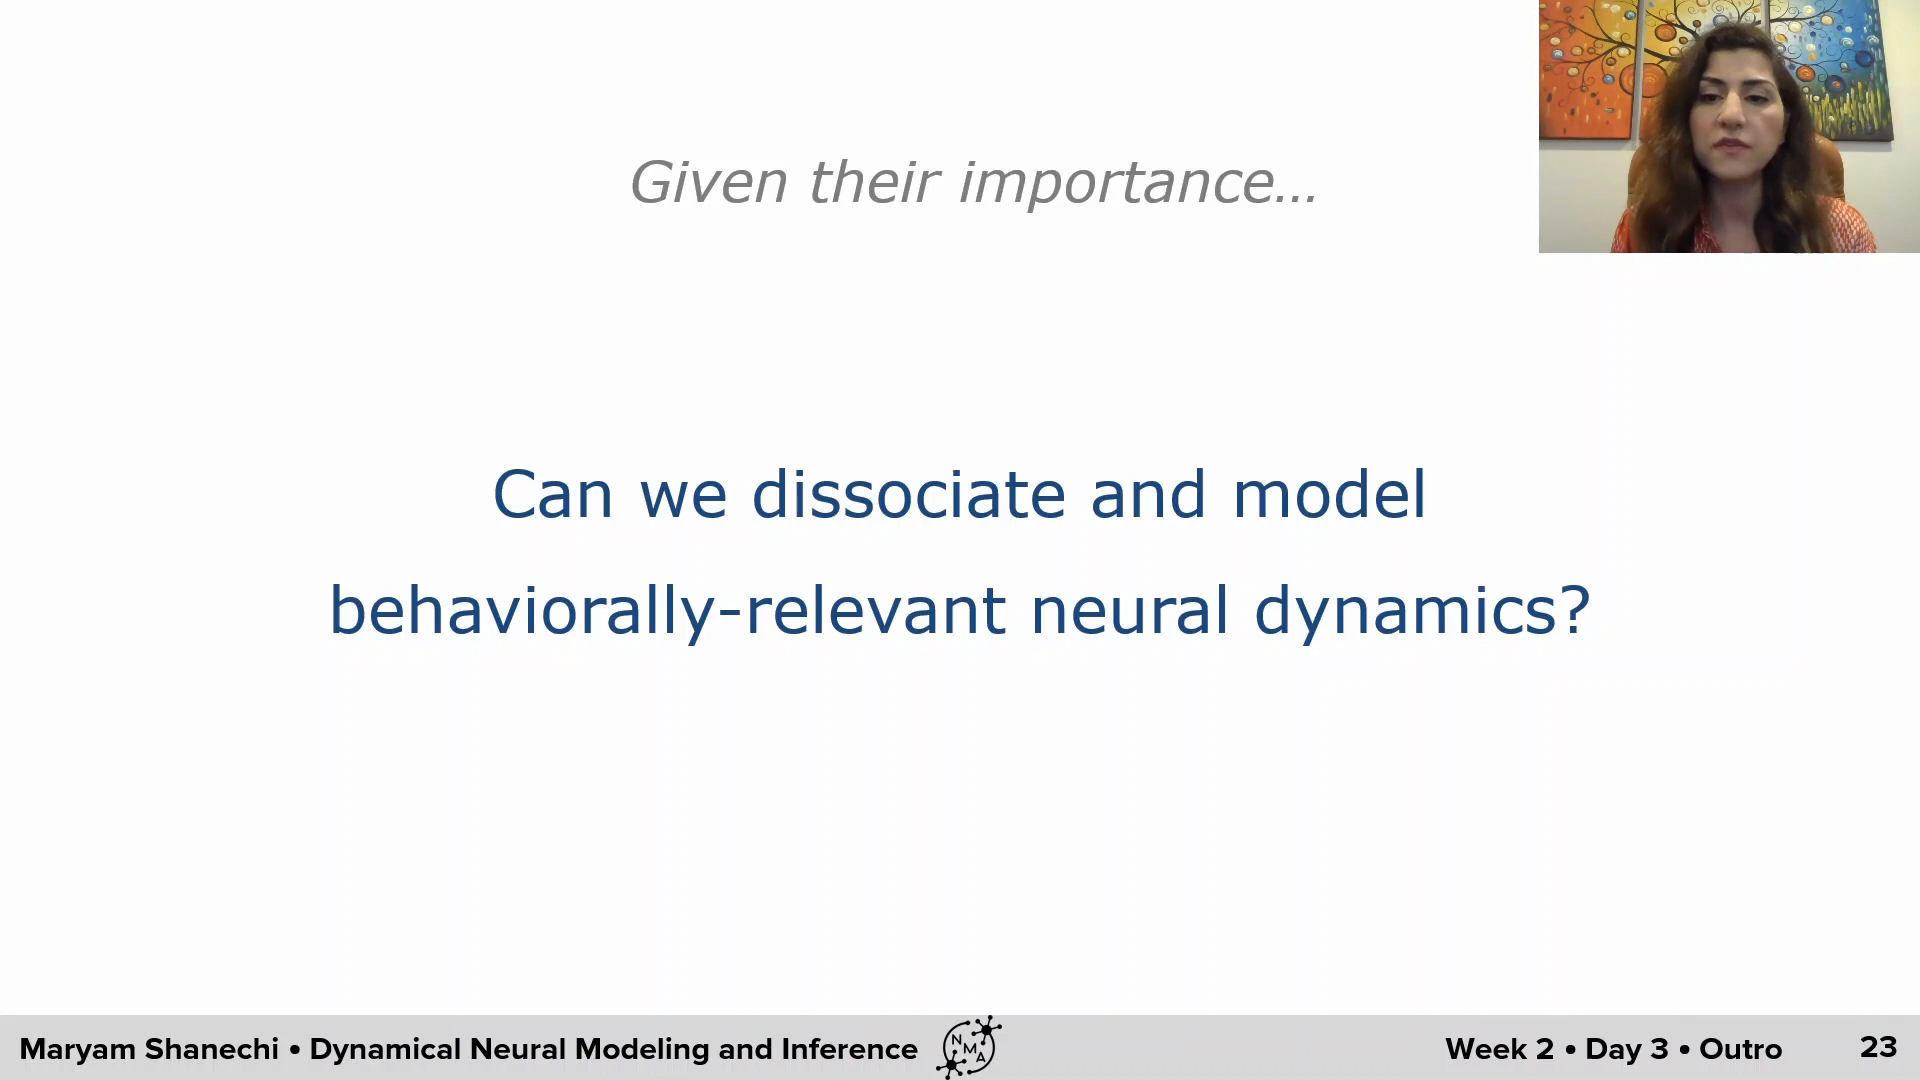 Given their importance...
Can we dissociate and model
behaviorally-relevant neural dynamics?
Maryam Shanechi • Dynamical Neural Modeling and Inference
NMA
Week 2 • Day 3 • Outro
23